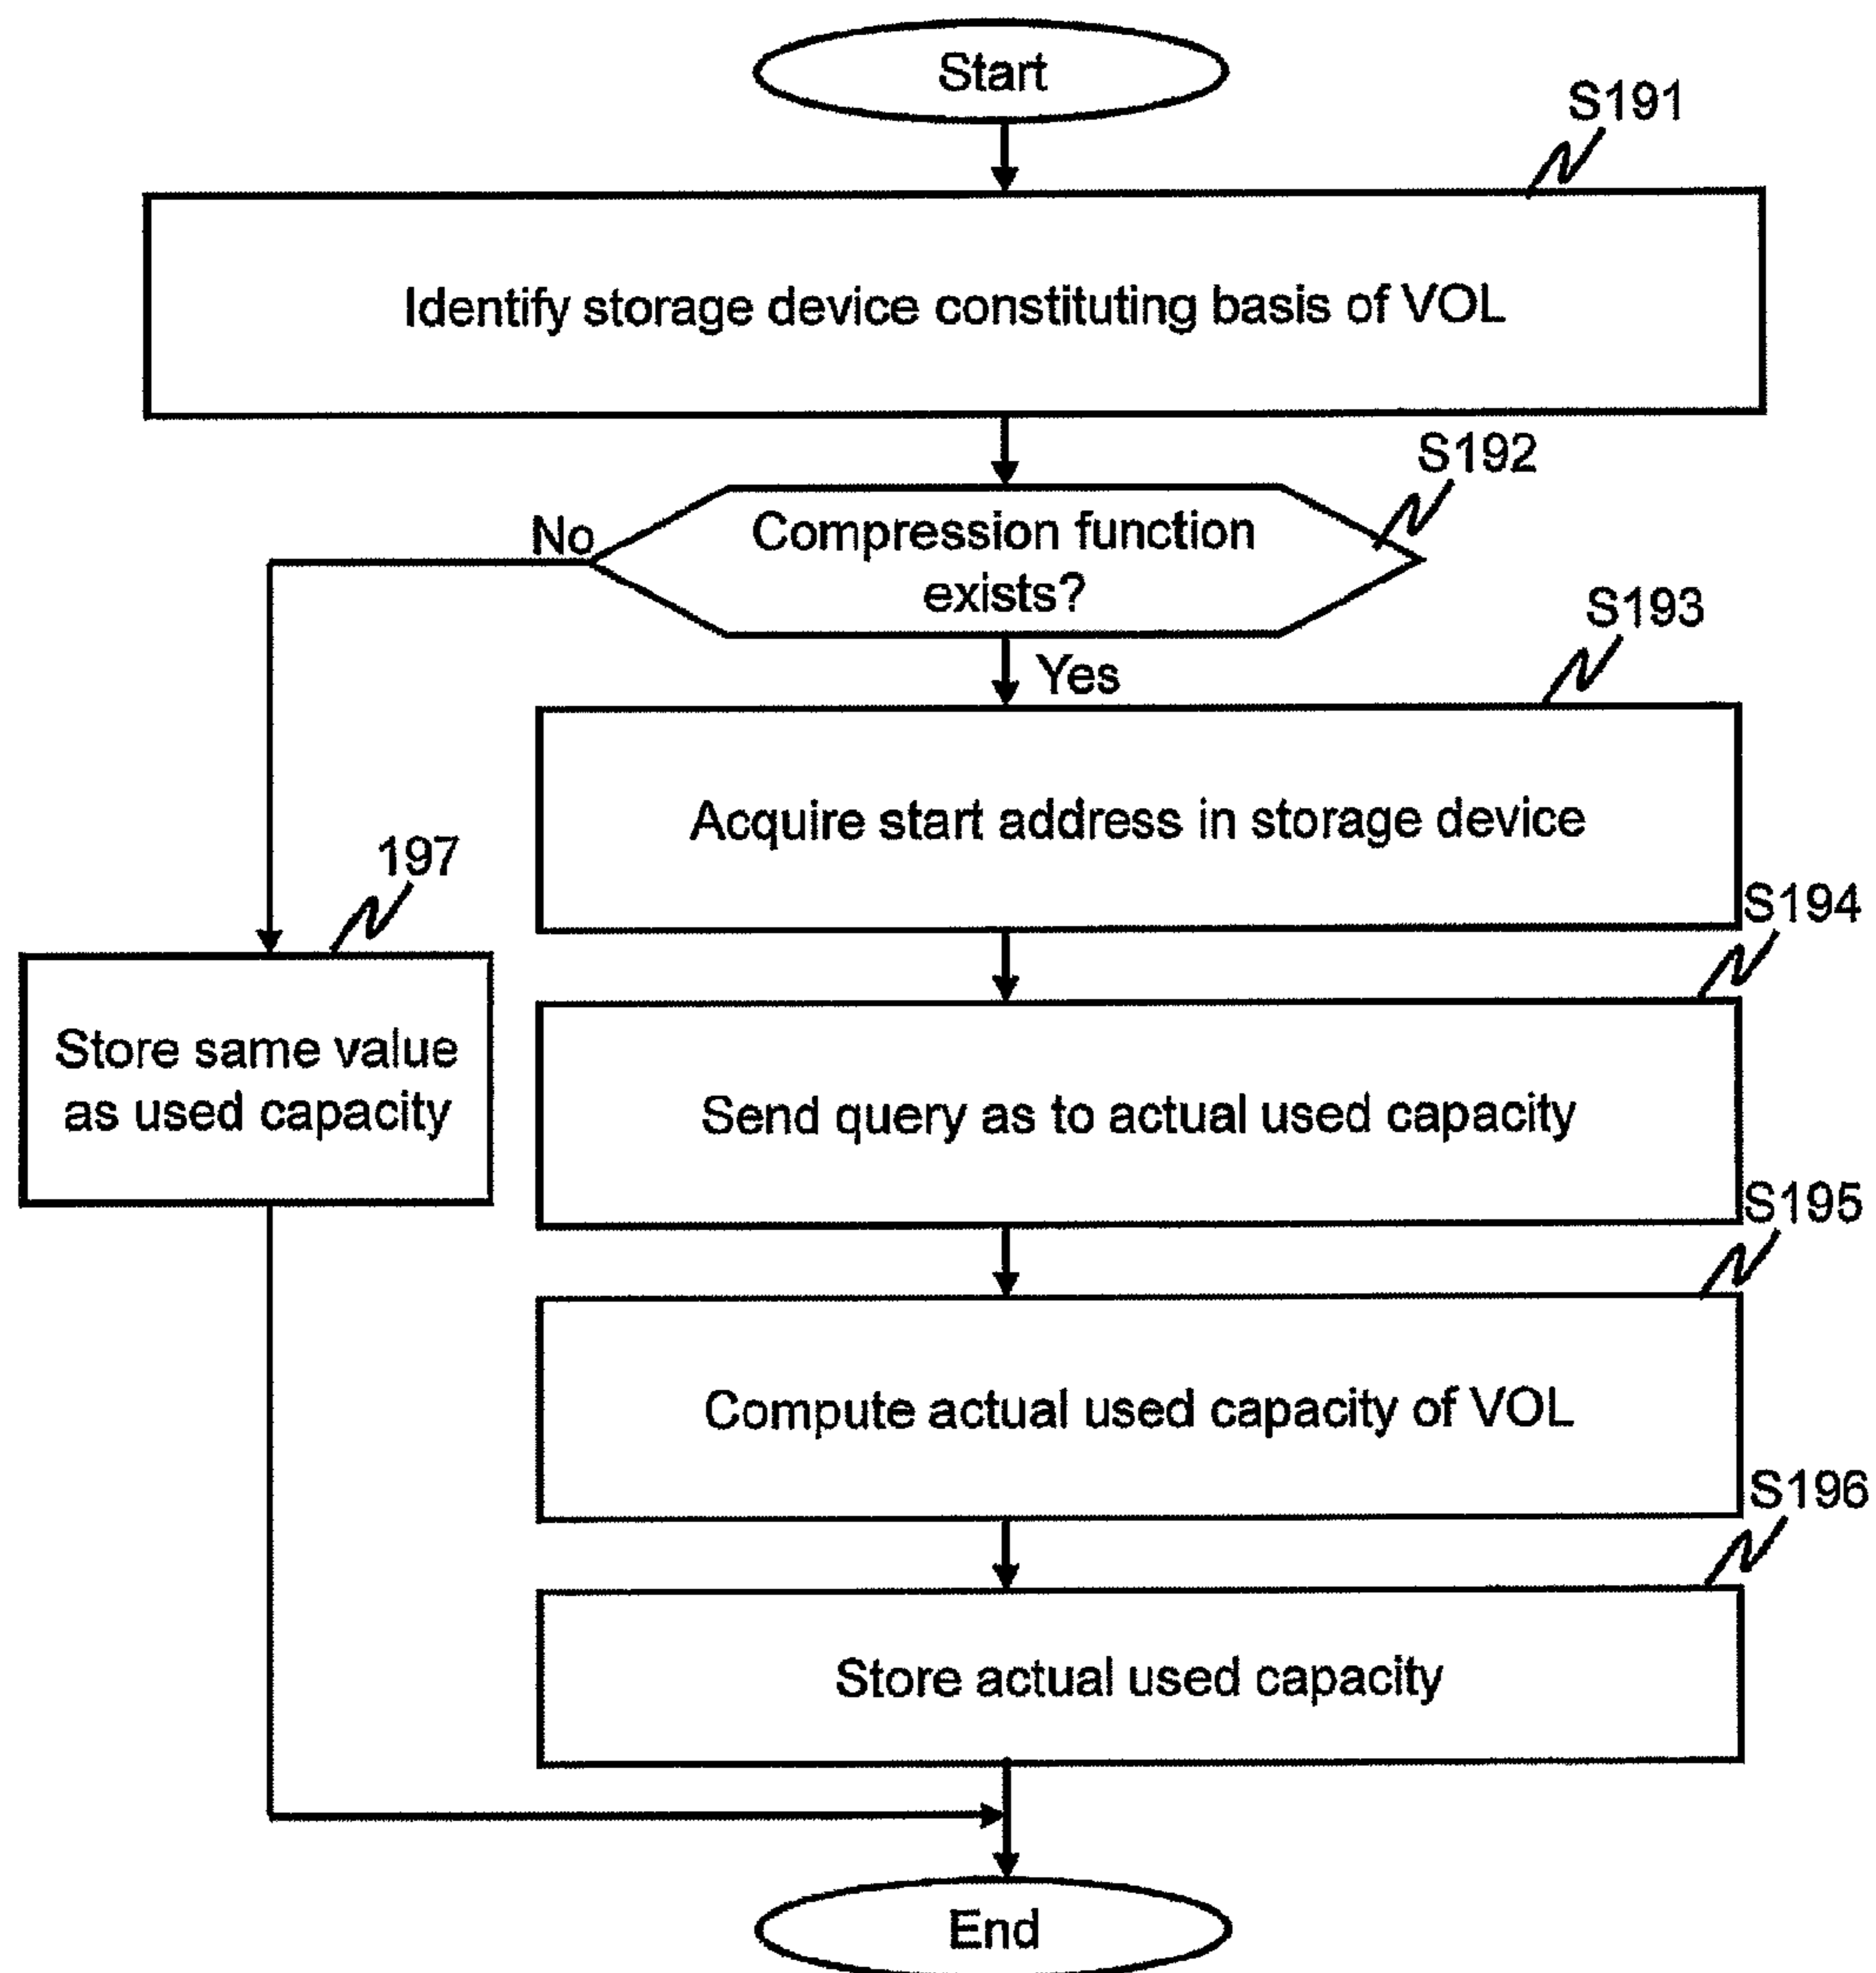 Start
S191
Identify storage device constituting basis of VOL
S192
No
Compression function
exists?
Yes
S193
Acquire start address in storage device
197
Store same value
as used capacity
S194
Send query as to actual used capacity
S195
Compute actual used capacity of VOL
S196
Store actual used capacity
End